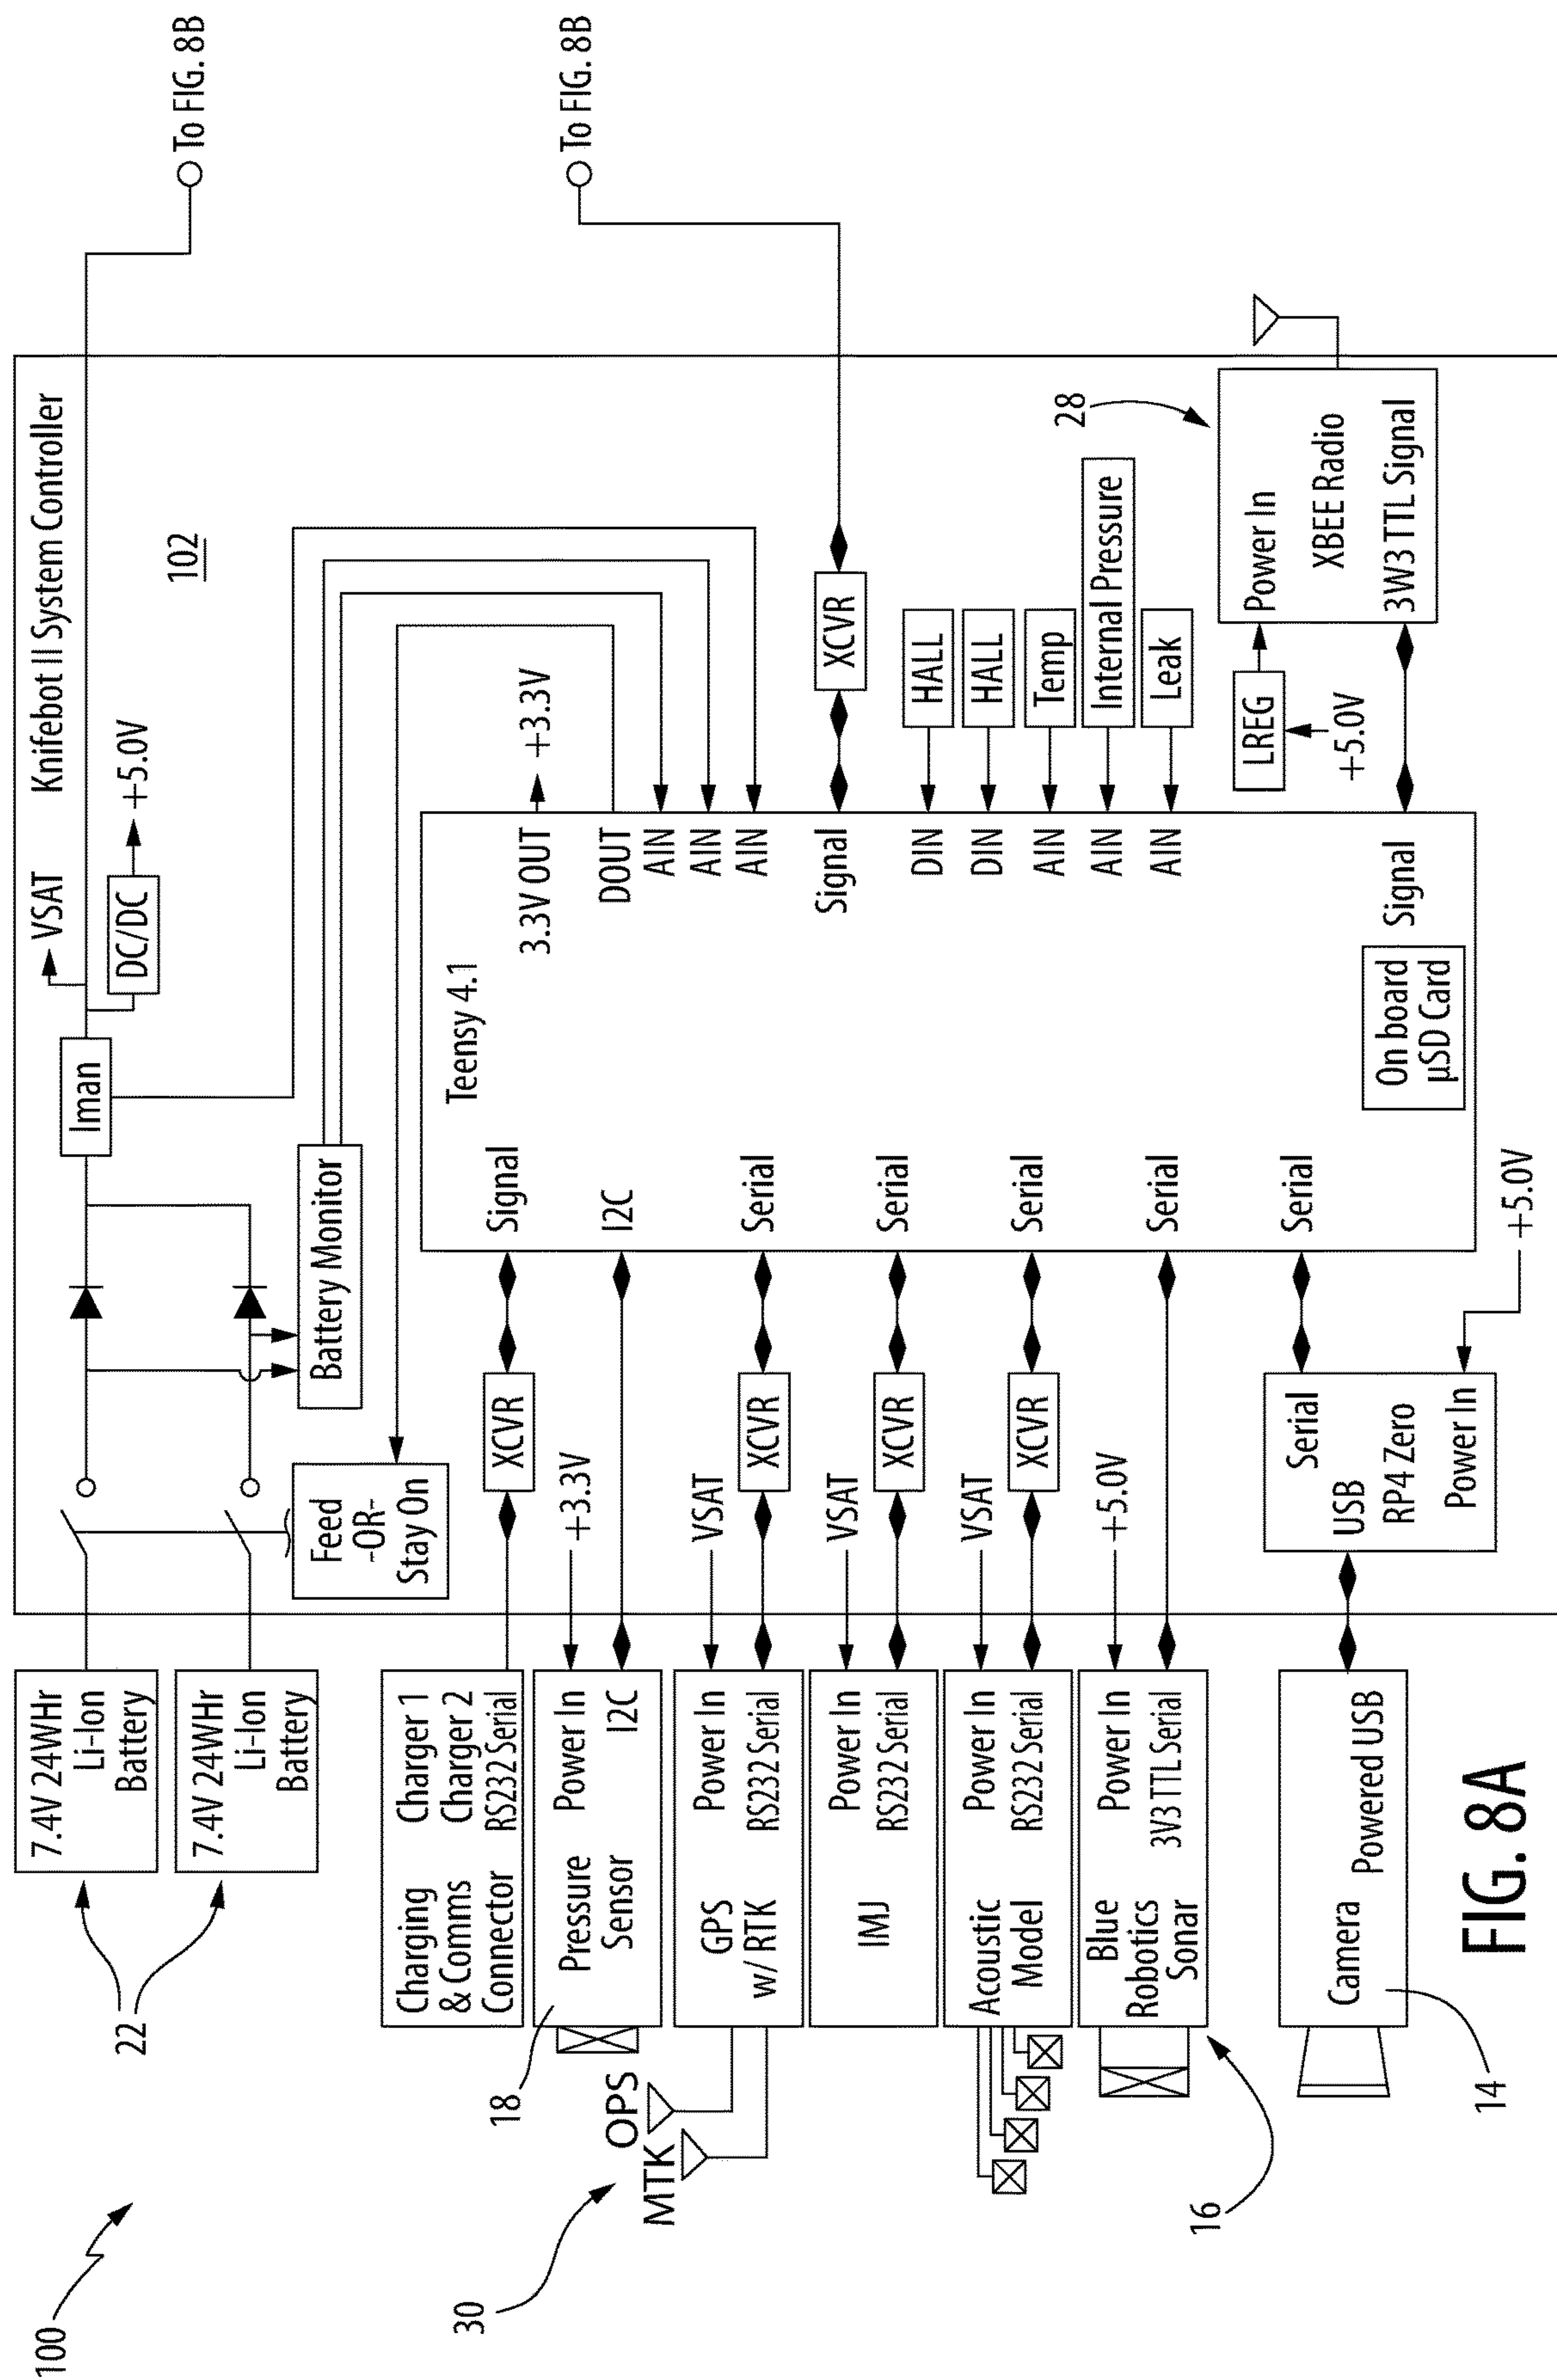 100
22
7.4V 24WHr
Li-Ion
Battery
7.4V 24WHr
Li-Ion
Battery
VSAT
Knifebot II System Controller
102
To FIG. 8B
Iman
DC/DC
+5.0V
Battery Monitor
Feed
-OR-
Stay On
To FIG. 8B
Charging
& Comms
Connector
Charger 1
Charger 2
RS232 Serial
XCVR
Signal
Teensy 4.1
3.3V OUT
+3.3V
DOUT
AIN
AIN
AIN
18
Pressure
Sensor
Power In
I2C
+3.3V
I2C
30
MTK
OPS
GPS
w/ RTK
Power In
RS232 Serial
VSAT
XCVR
Serial
Signal
XCVR
IMJ
Power In
RS232 Serial
VSAT
XCVR
Serial
DIN
HALL
DIN
HALL
Acoustic
Model
Power In
RS232 Serial
VSAT
XCVR
Serial
AIN
Temp
AIN
Internal Pressure
AIN
Leak
16
Blue
Robotics
Sonar
Power In
3V3 TTL Serial
+5.0V
Serial
28
LREG
+5.0V
Power In
XBEE Radio
3W3 TTL Signal
14
Camera
Powered USB
Serial
USB
RP4 Zero
Power In
+5.0V
Serial
On board
µSD Card
Signal
FIG. 8A